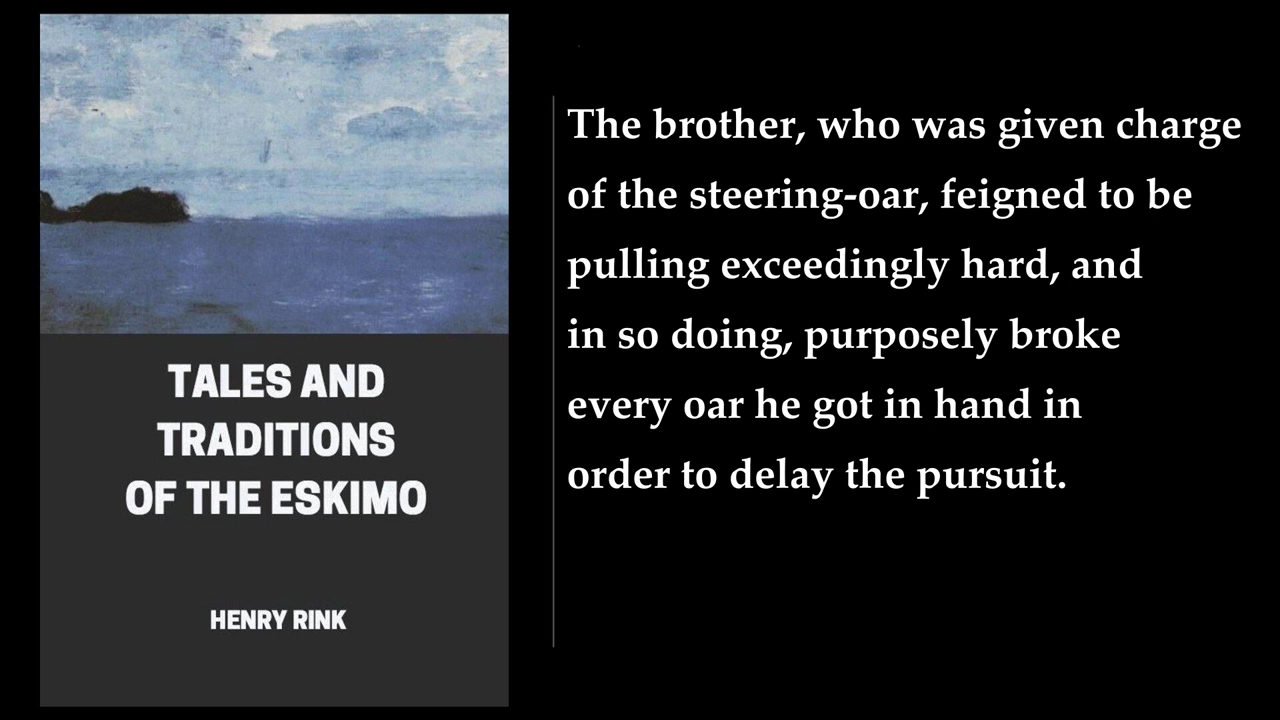 TALES AND
TRADITIONS
OF THE ESKIMO
HENRY RINK
The brother, who was given charge
of the steering-oar, feigned to be
pulling exceedingly hard, and
in so doing, purposely broke
every oar he got in hand in
order to delay the pursuit.